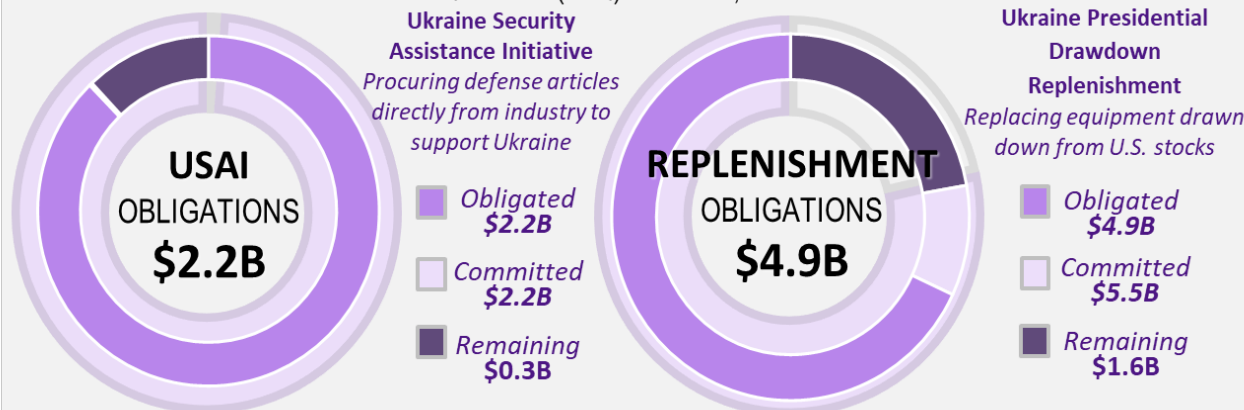 USAI
OBLIGATIONS
$2.2B
Ukraine Security
Assistance Initiative
Procuring defense articles
directly from industry to
support Ukraine
Obligated
$2.2B
Committed
$2.2B
Remaining
$0.3B
REPLENISHMENT
OBLIGATIONS
$4.9B
Ukraine Presidential
Drawdown
Replenishment
Replacing equipment drawn
down from U.S. stocks
Obligated
$4.9B
Committed
$5.5B
Remaining
$1.6B